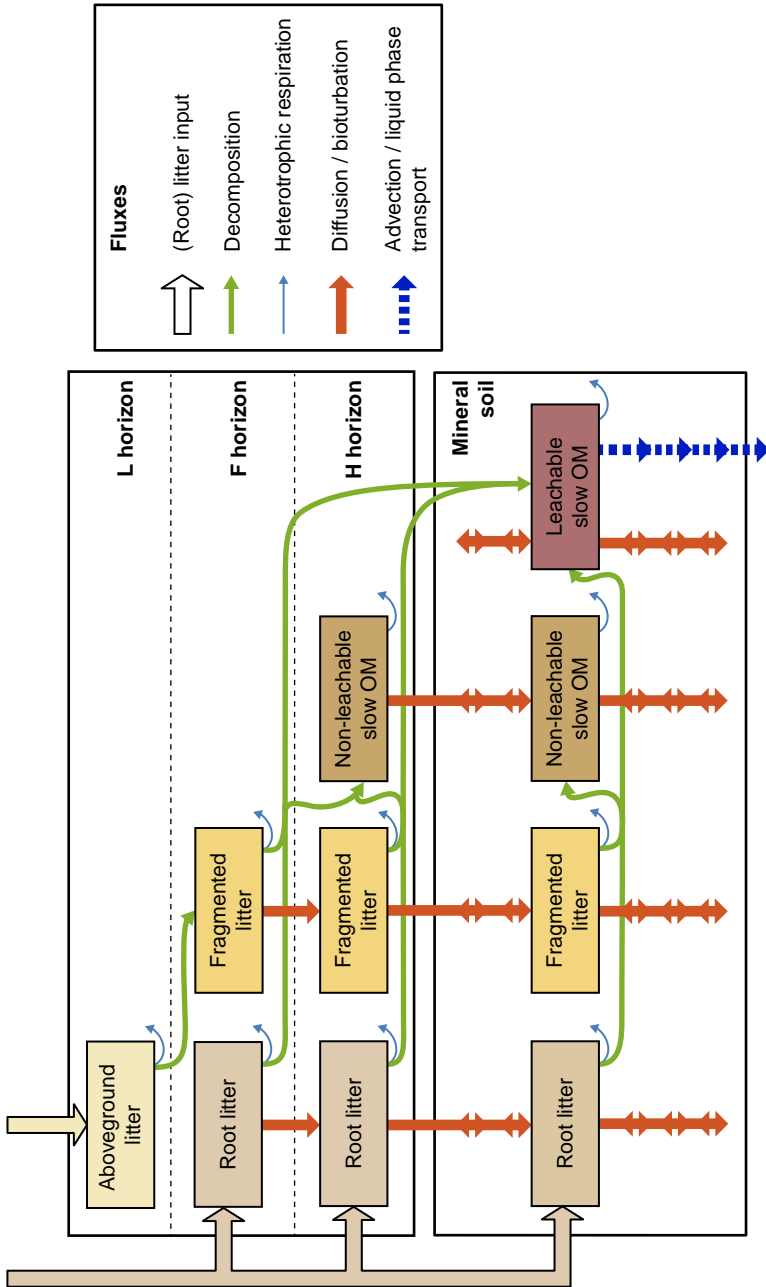 L horizon
Aboveground
litter
F horizon
Root litter
Fragmented
litter
H horizon
Root litter
Fragmented
litter
Non-leachable
slow OM
Mineral
soil
Root litter
Fragmented
litter
Non-leachable
slow OM
Leachable
slow OM
Fluxes
(Root) litter input
Decomposition
Heterotrophic respiration
Diffusion / bioturbation
Advection / liquid phase
transport